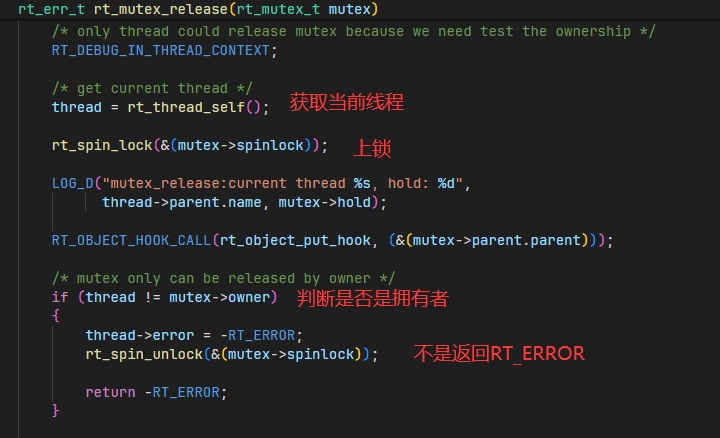 rt_err_t rt_mutex_release(rt_mutex_t mutex)
/* only thread could release mutex because we need test the ownership */
RT_DEBUG_IN_THREAD_CONTEXT;
/* get current thread */
thread = rt_thread_self(); 获取当前线程
rt_spin_lock(&(mutex->spinlock)); 上锁
LOG_D("mutex_release:current thread %s, hold: %d",
thread->parent.name, mutex->hold);
RT_OBJECT_HOOK_CALL(rt_object_put_hook, (&(mutex->parent.parent)));
/* mutex only can be released by owner */
if (thread != mutex->owner) 判断是否是拥有者
{
thread->error = -RT_ERROR;
rt_spin_unlock(&(mutex->spinlock)); 不是返回RT_ERROR
return -RT_ERROR;
}